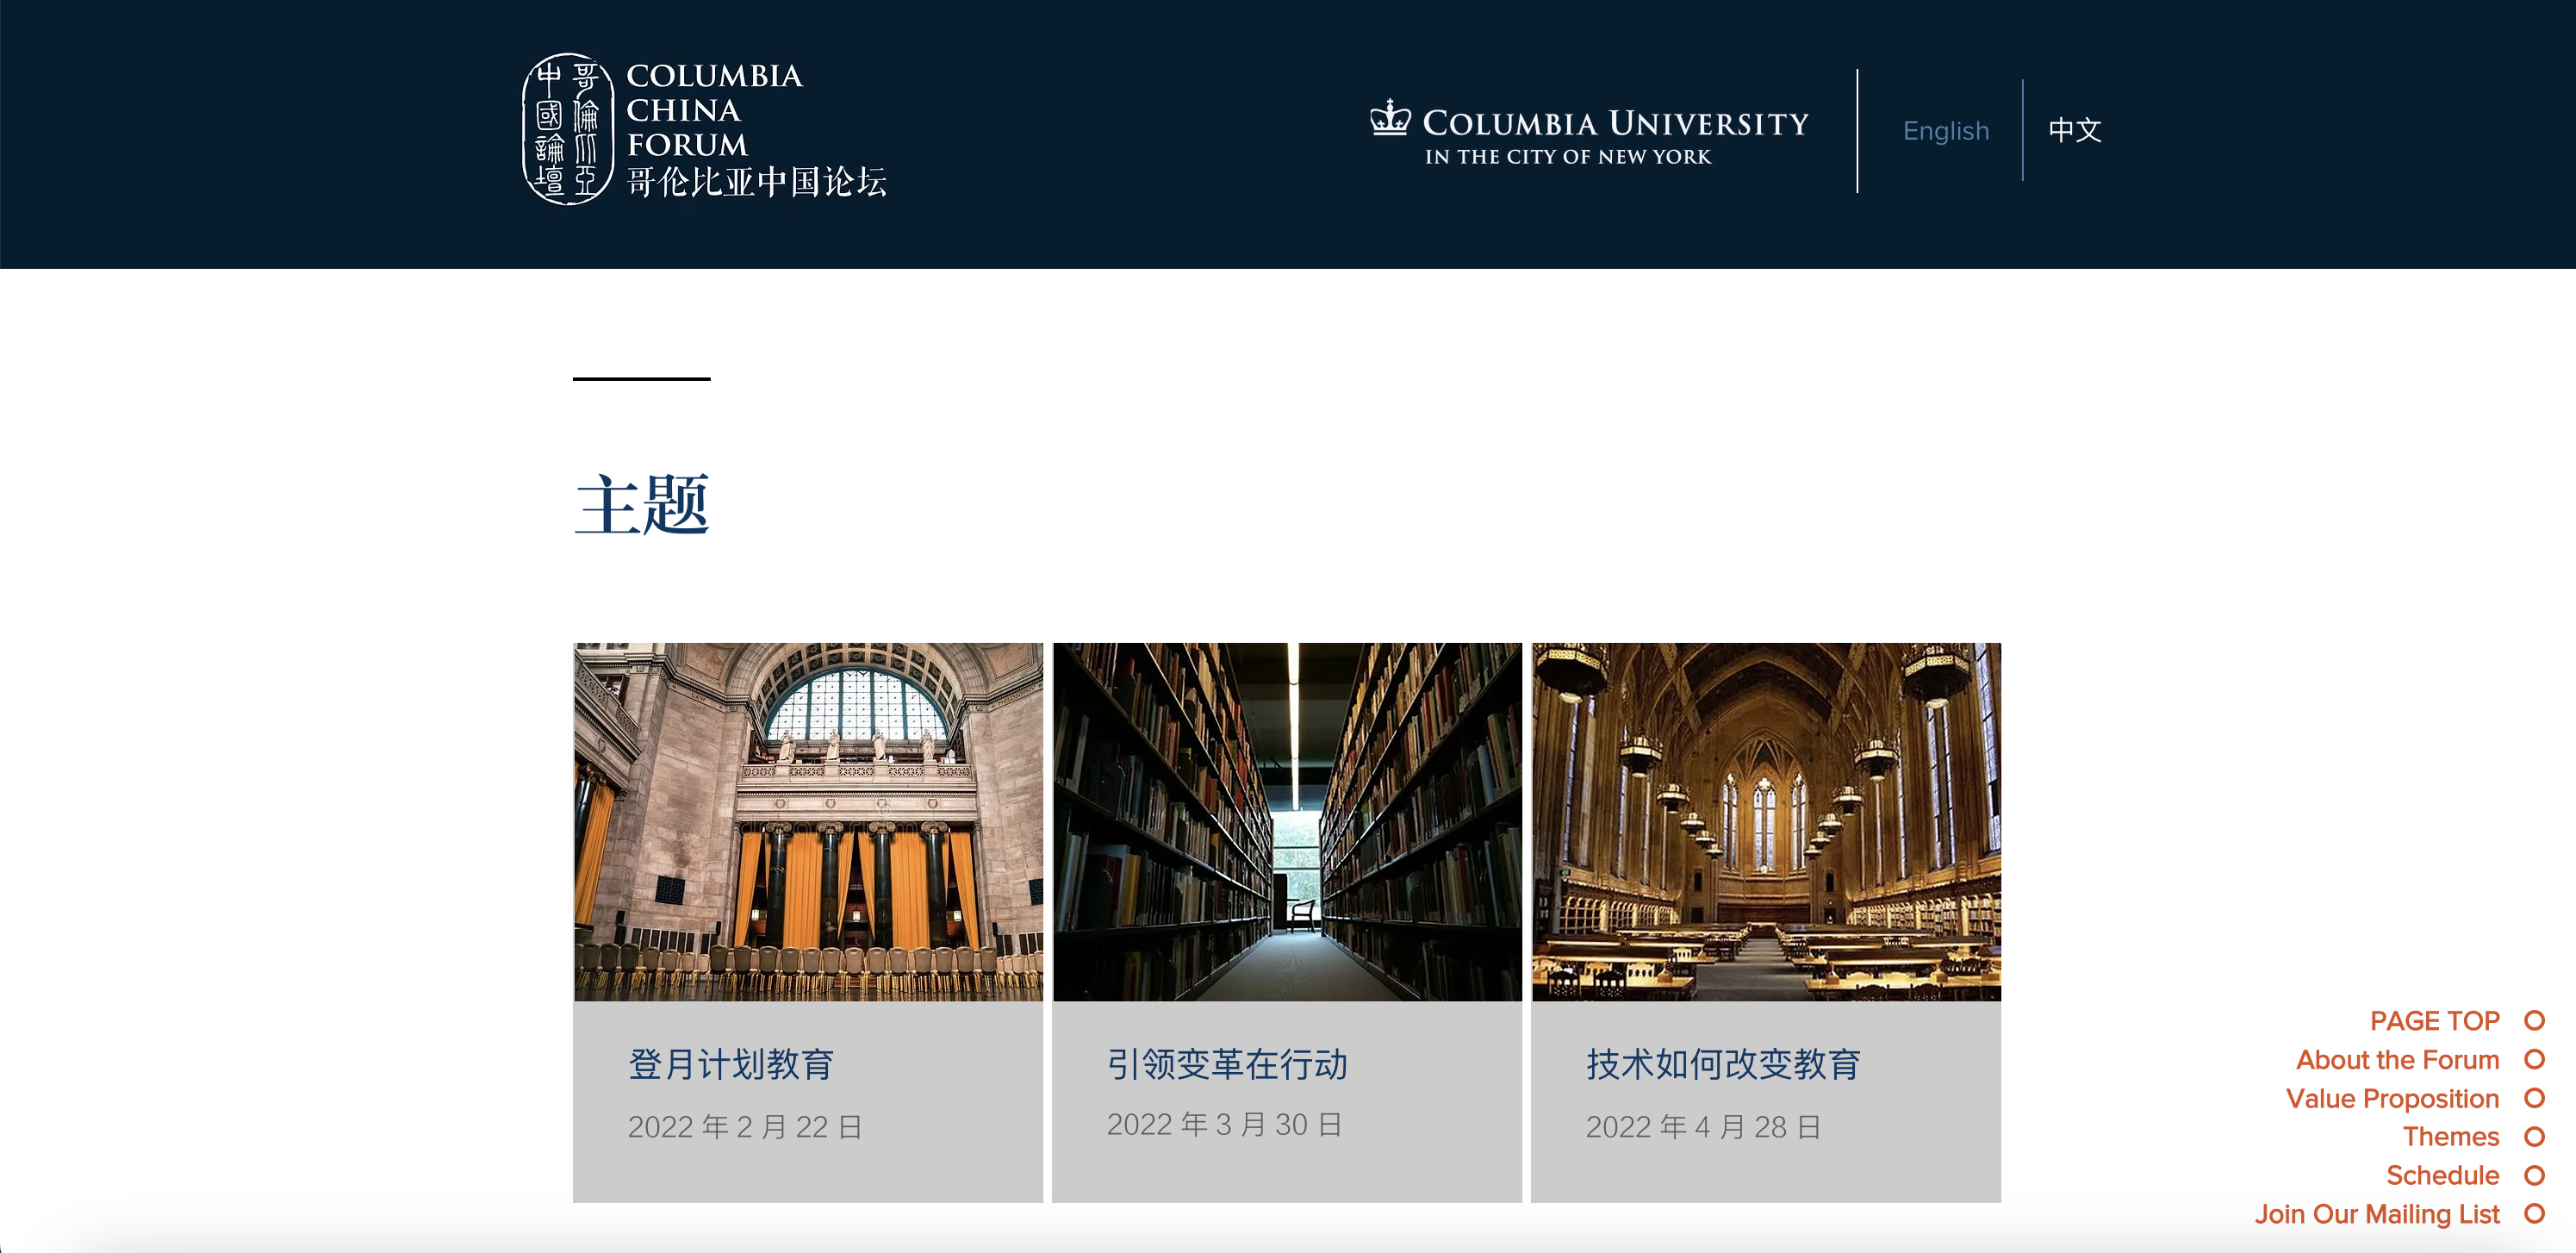 哥倫比亞
中國論壇
COLUMBIA
CHINA
FORUM
哥伦比亚中国论坛
COLUMBIA UNIVERSITY
IN THE CITY OF NEW YORK
English
中文
主题
登月计划教育
2022 年 2 月 22 日
引领变革在行动
2022 年 3 月 30 日
技术如何改变教育
2022 年 4 月 28 日
PAGE TOP
About the Forum
Value Proposition
Themes
Schedule
Join Our Mailing List